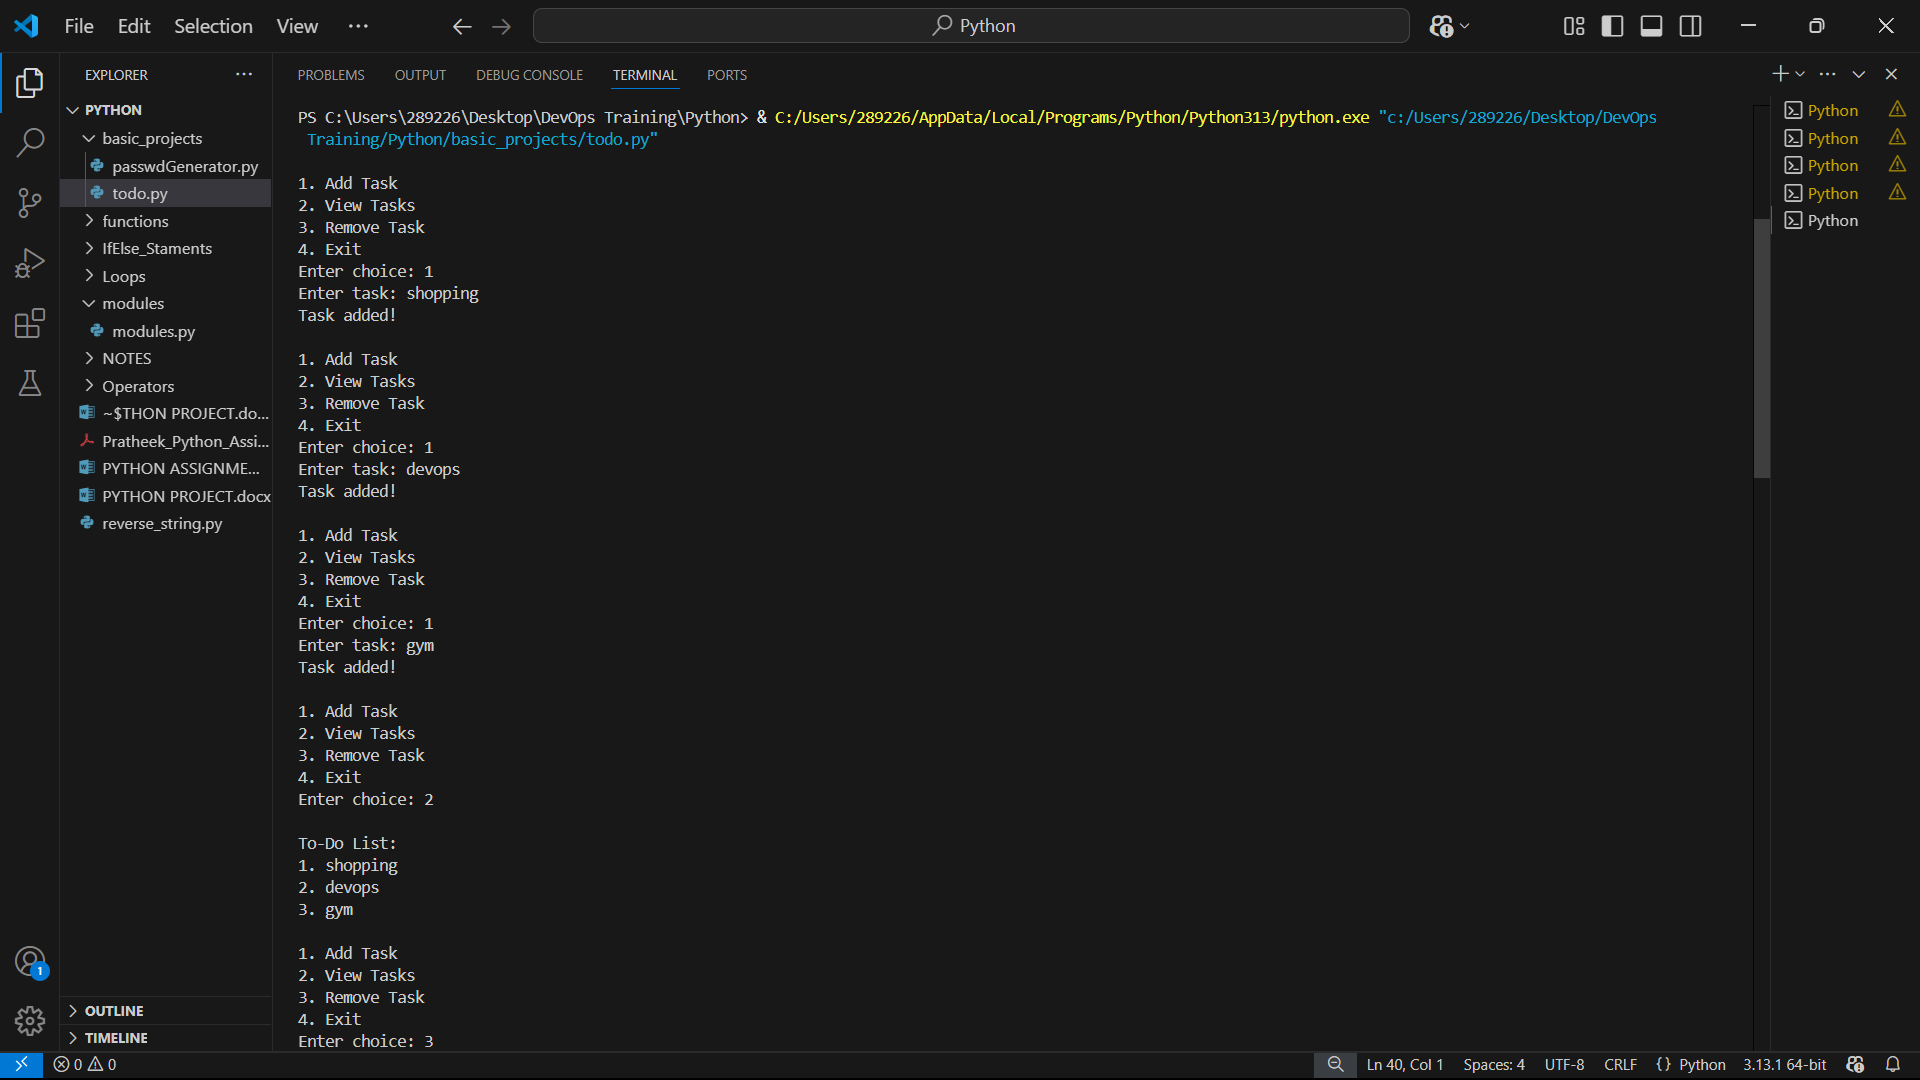 File Edit Selection View ···
Python
EXPLORER ···
PYTHON
basic_projects
passwdGenerator.py
todo.py
functions
IfElse_Staments
Loops
modules
modules.py
NOTES
Operators
~$THON PROJECT.do...
Pratheek_Python_Assi...
PYTHON ASSIGNME...
PYTHON PROJECT.docx
reverse_string.py
OUTLINE
TIMELINE
PROBLEMS OUTPUT DEBUG CONSOLE TERMINAL PORTS
PS C:\Users\289226\Desktop\DevOps Training\Python> & C:/Users/289226/AppData/Local/Programs/Python/Python313/python.exe "c:/Users/289226/Desktop/DevOps
Training/Python/basic_projects/todo.py"
1. Add Task
2. View Tasks
3. Remove Task
4. Exit
Enter choice: 1
Enter task: shopping
Task added!
1. Add Task
2. View Tasks
3. Remove Task
4. Exit
Enter choice: 1
Enter task: devops
Task added!
1. Add Task
2. View Tasks
3. Remove Task
4. Exit
Enter choice: 1
Enter task: gym
Task added!
1. Add Task
2. View Tasks
3. Remove Task
4. Exit
Enter choice: 2
To-Do List:
1. shopping
2. devops
3. gym
1. Add Task
2. View Tasks
3. Remove Task
4. Exit
Enter choice: 3
Python
Python
Python
Python
Python
1
0 0
Ln 40, Col 1 Spaces: 4 UTF-8 CRLF {} Python 3.13.1 64-bit